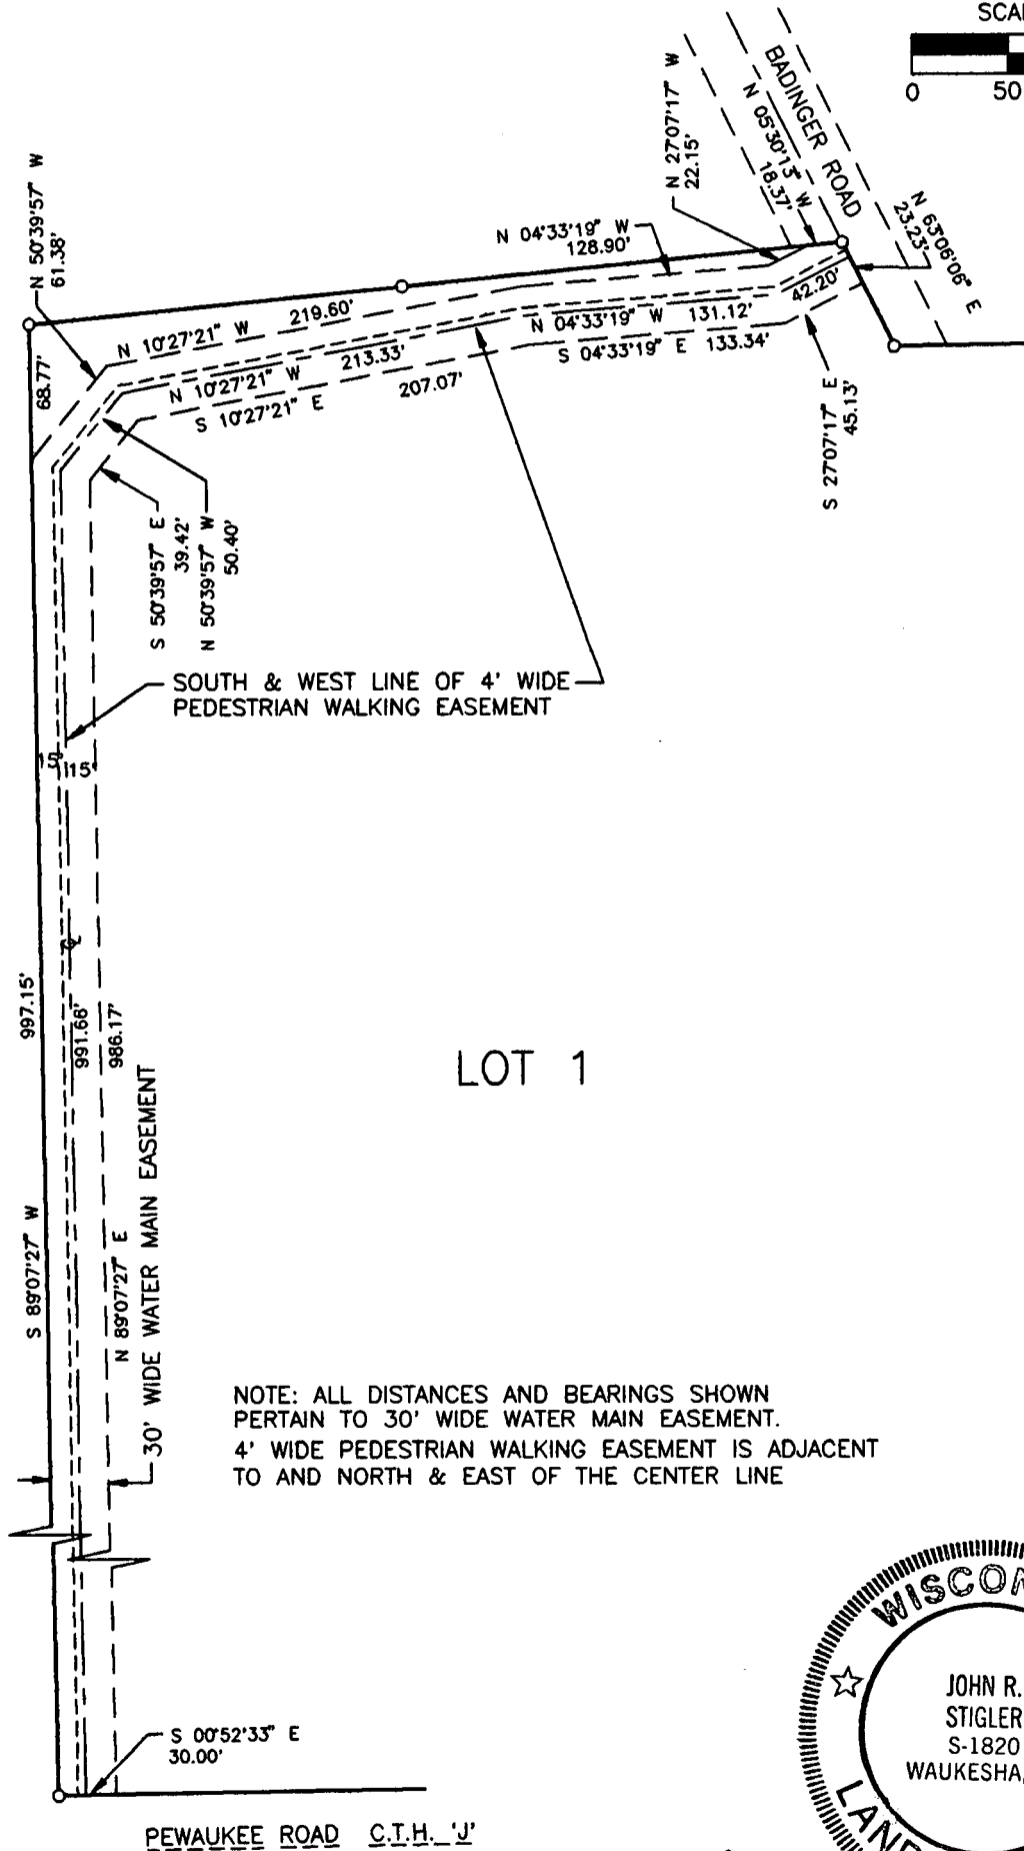 SCAL
0 50
BADINGER ROAD
N 05°30'13" W
18.37'
N 27°07'17" W
22.15'
N 63°06'06" E
23.23'
N 04°33'19" W
128.90'
N 50°39'57" W
61.38'
N 10°27'21" W 219.60'
68.77'
42.20'
N 04°33'19" W 131.12'
S 04°33'19" E 133.34'
N 10°27'21" W 213.33'
S 10°27'21" E 207.07'
S 27°07'17" E
45.13'
S 50°39'57" E
39.42'
N 50°39'57" W
50.40'
SOUTH & WEST LINE OF 4' WIDE
PEDESTRIAN WALKING EASEMENT
15' 15'
997.15'
991.66'
986.17'
LOT 1
S 89°07'27" W
N 89°07'27" E
30' WIDE WATER MAIN EASEMENT
NOTE: ALL DISTANCES AND BEARINGS SHOWN
PERTAIN TO 30' WIDE WATER MAIN EASEMENT.
4' WIDE PEDESTRIAN WALKING EASEMENT IS ADJACENT
TO AND NORTH & EAST OF THE CENTER LINE
S 00°52'33" E
30.00'
PEWAUKEE ROAD C.T.H. 'J'
WISCON
JOHN R.
STIGLER
S-1820
WAUKESHA,
LAND